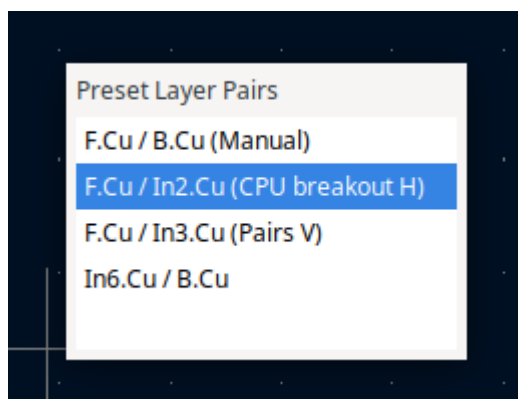 Preset Layer Pairs
F.Cu / B.Cu (Manual)
F.Cu / In2.Cu (CPU breakout H)
F.Cu / In3.Cu (Pairs V)
In6.Cu / B.Cu